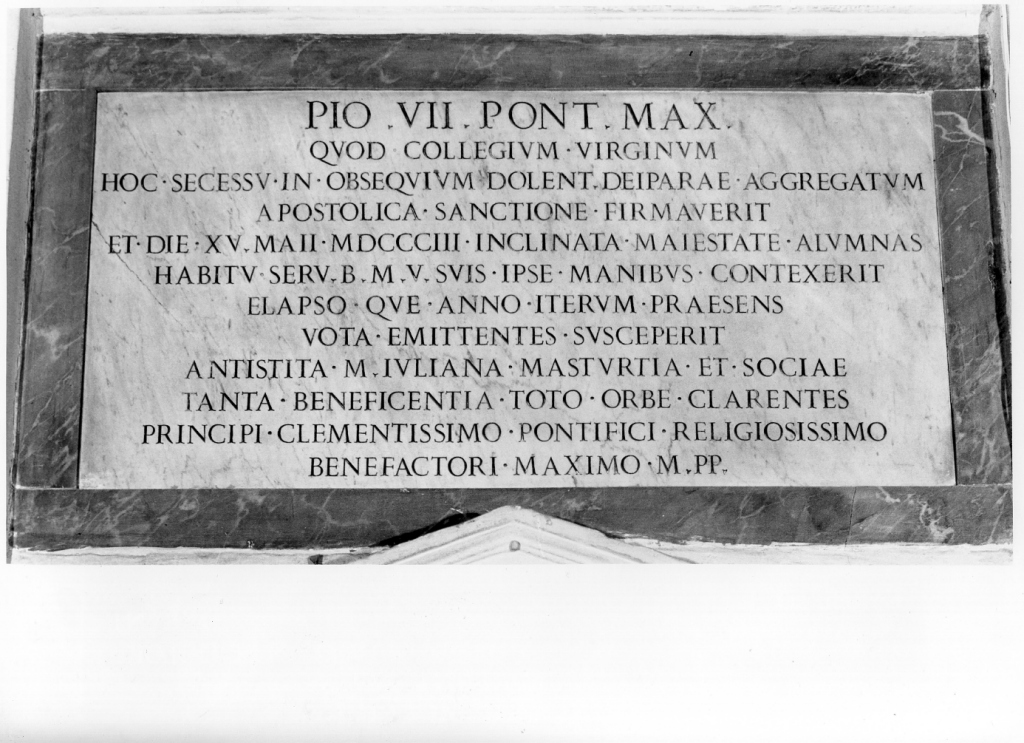 PIO . VII . PONT . MAX.
QVOD · COLLEGIVM · VIRGINVM
HOC · SECESSV · IN · OBSEQVIVM DOLENT. DEIPARAE · AGGREGATVM
APOSTOLICA · SANCTIONE · FIRMAVERIT
ET · DIE · XV. MAII · MDCCCIII · INCLINATA · MAIESTATE · ALVMNAS
HABITV · SERV. B. M. V. SVIS · IPSE · MANIBVS · CONTEXERIT
ELAPSO · QVE · ANNO · ITERVM · PRAESENS
VOTA · EMITTENTES · SVSCEPERIT
ANTISTITA · M. IVLIANA · MASTVRTIA · ET · SOCIAE
TANTA · BENEFICENTIA · TOTO · ORBE · CLARENTES
PRINCIPI · CLEMENTISSIMO · PONTIFICI · RELIGIOSISSIMO
BENEFACTORI · MAXIMO · M. PP.